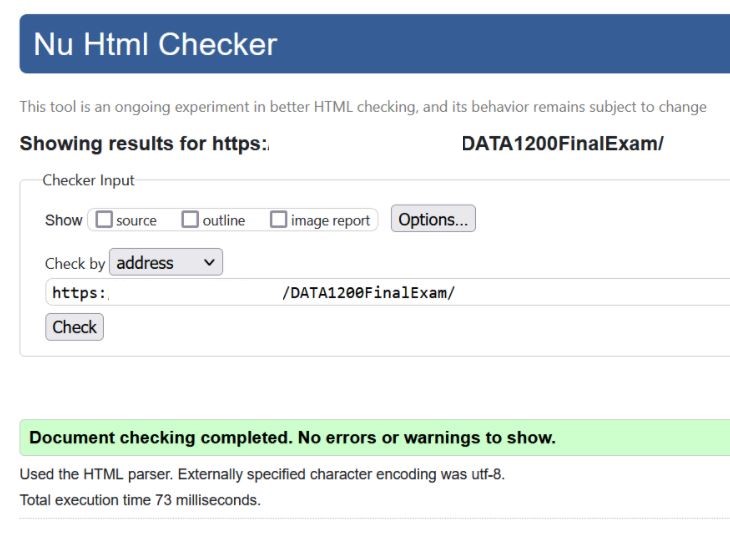 Nu Html Checker
This tool is an ongoing experiment in better HTML checking, and its behavior remains subject to change
Showing results for https: DATA1200FinalExam/
Checker Input
Show source outline image report Options...
Check by address
https: /DATA1200FinalExam/
Check
Document checking completed. No errors or warnings to show.
Used the HTML parser. Externally specified character encoding was utf-8.
Total execution time 73 milliseconds.